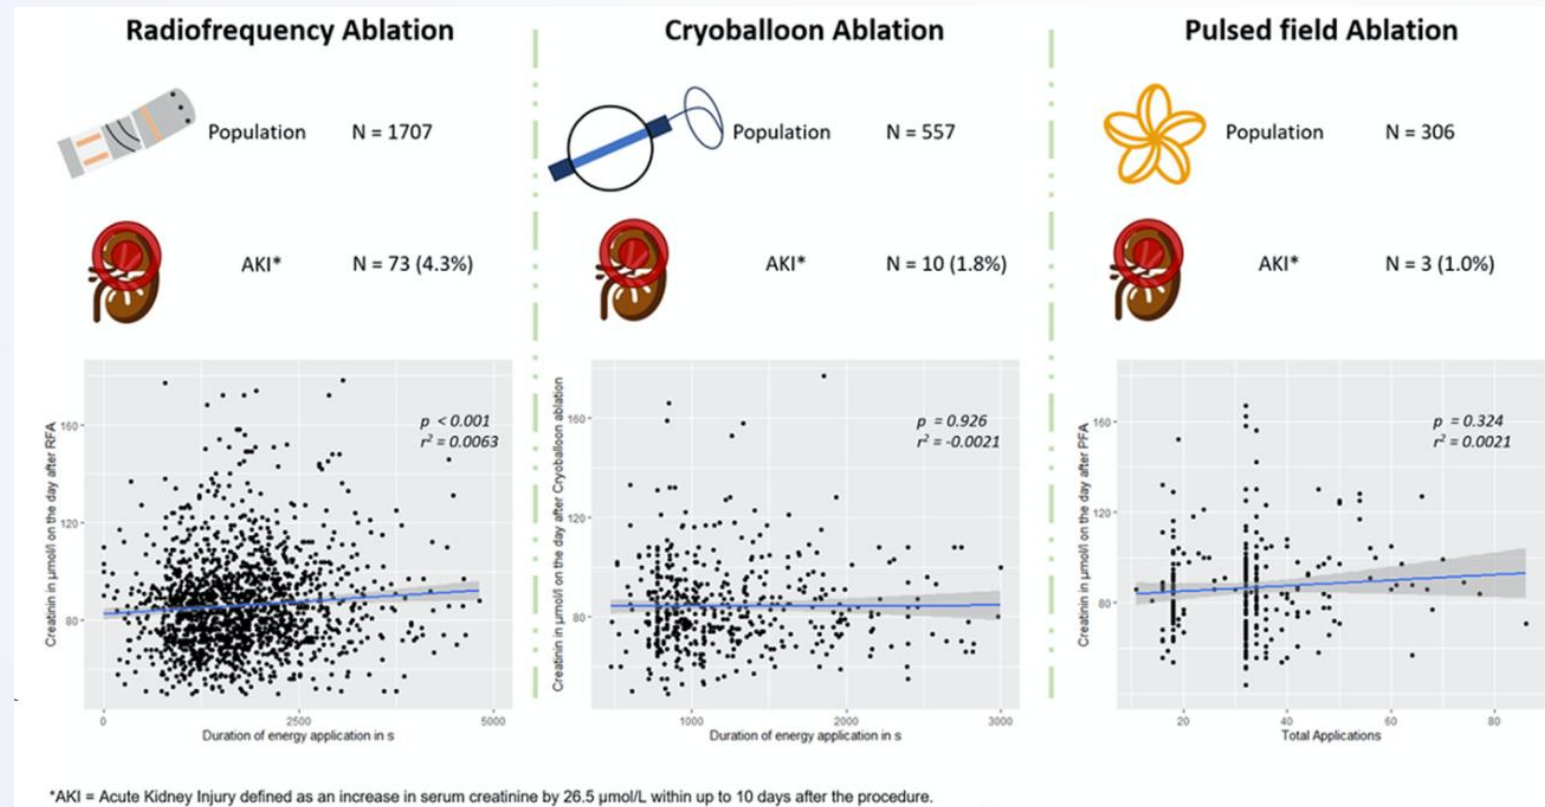 Radiofrequency Ablation
Population N = 1707
AKI* N = 73 (4.3%)
Creatinin in μmol/l on the day after RFA
160
120
80
p < 0.001
r² = 0.0063
0 2500 5000
Duration of energy application in s
Cryoballoon Ablation
Population N = 557
AKI* N = 10 (1.8%)
Creatinin in μmol/l on the day after Cryoballoon ablation
160
120
80
p = 0.926
r² = -0.0021
1000 2000 3000
Duration of energy application in s
Pulsed field Ablation
Population N = 306
AKI* N = 3 (1.0%)
Creatinin in μmol/l on the day after PFA
160
120
80
p = 0.324
r² = 0.0021
20 40 60 80
Total Applications
*AKI = Acute Kidney Injury defined as an increase in serum creatinine by 26.5 μmol/L within up to 10 days after the procedure.